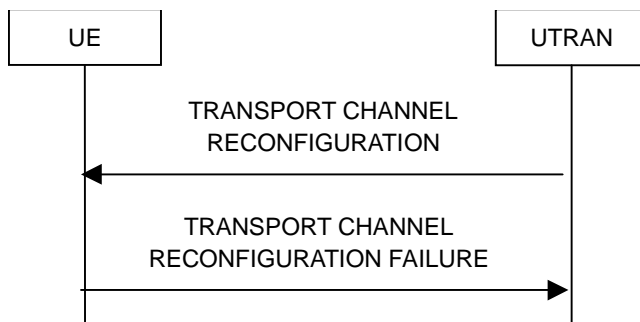 UE
UTRAN
TRANSPORT CHANNEL
RECONFIGURATION
TRANSPORT CHANNEL
RECONFIGURATION FAILURE